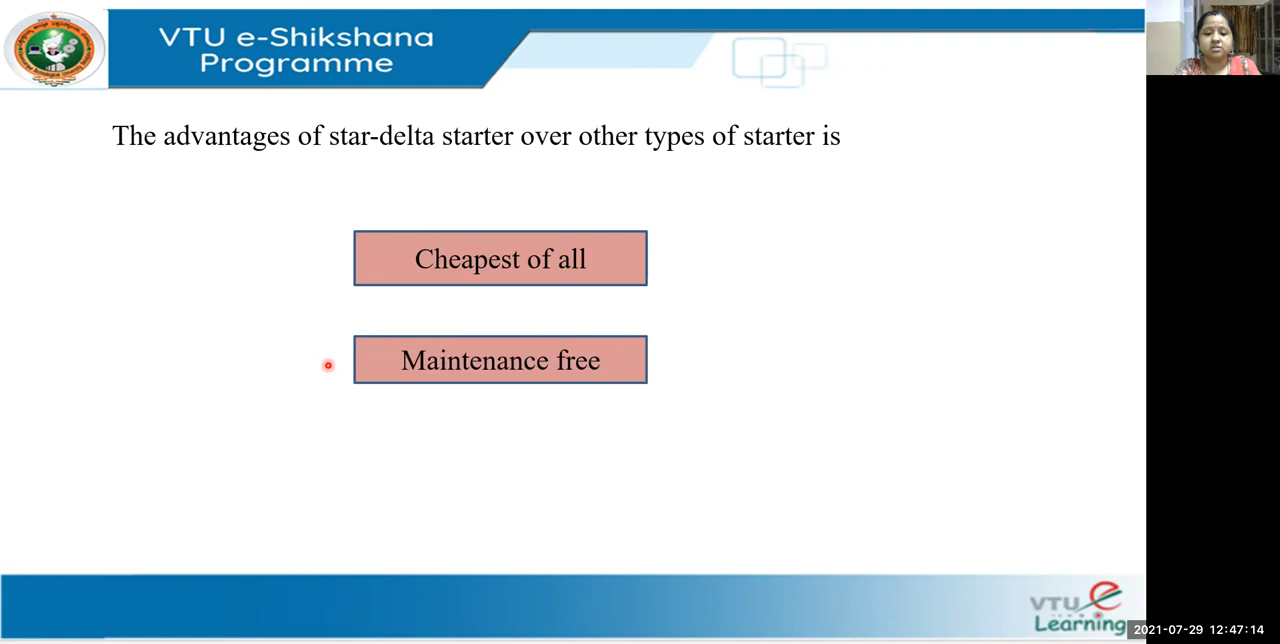 VTU e-Shikshana
Programme
The advantages of star-delta starter over other types of starter is
Cheapest of all
Maintenance free
VTU e
Learning
2021-07-29 12:47:14